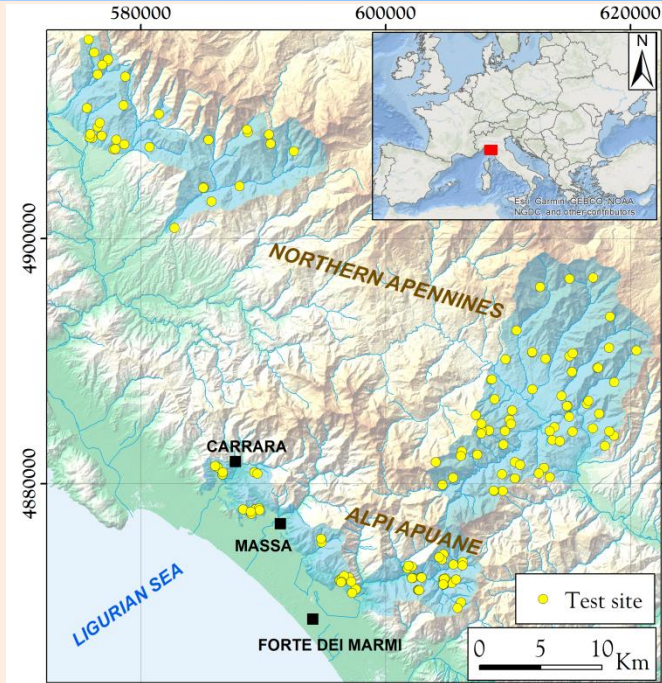 580000
600000
620000
N
Esri, Garmin, GEBCO, NOAA
NGDC, and other contributors
4900000
NORTHERN APENNINES
CARRARA
4880000
ALPI APUANE
MASSA
LIGURIAN SEA
FORTE DEI MARMI
Test site
0 5 10
Km